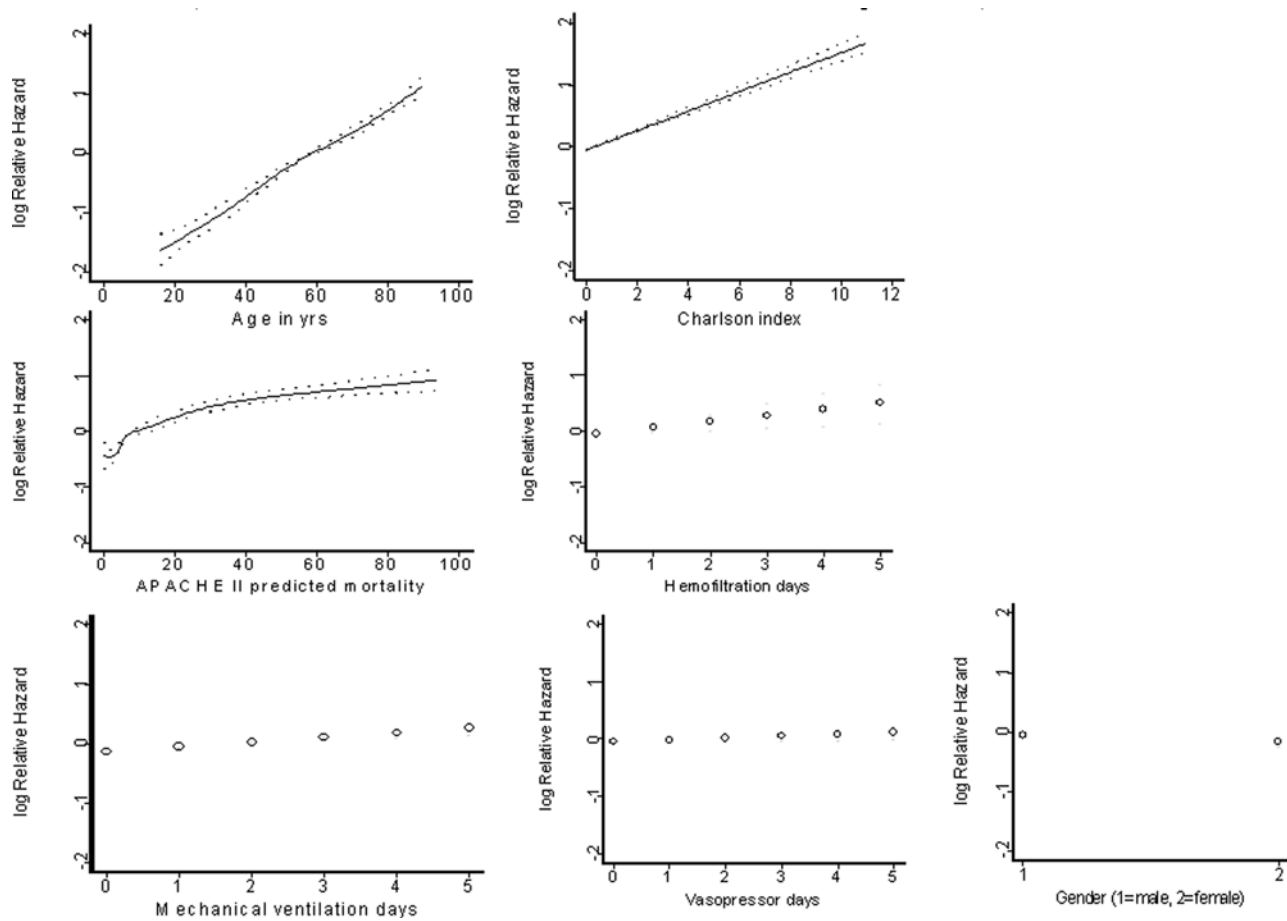 log Relative Hazard
2
1
0
-1
-2
0 20 40 60 80 100
Age in yrs
log Relative Hazard
2
1
0
-1
-2
0 2 4 6 8 10 12
Charlson index
log Relative Hazard
2
1
0
-1
-2
0 20 40 60 80 100
APACHE II predicted mortality
log Relative Hazard
2
1
0
-1
-2
0 1 2 3 4 5
Hemofiltration days
log Relative Hazard
2
1
0
-1
-2
0 1 2 3 4 5
Mechanical ventilation days
log Relative Hazard
2
1
0
-1
-2
0 1 2 3 4 5
Vasopressor days
log Relative Hazard
2
1
0
-1
-2
1 2
Gender (1=male, 2=female)